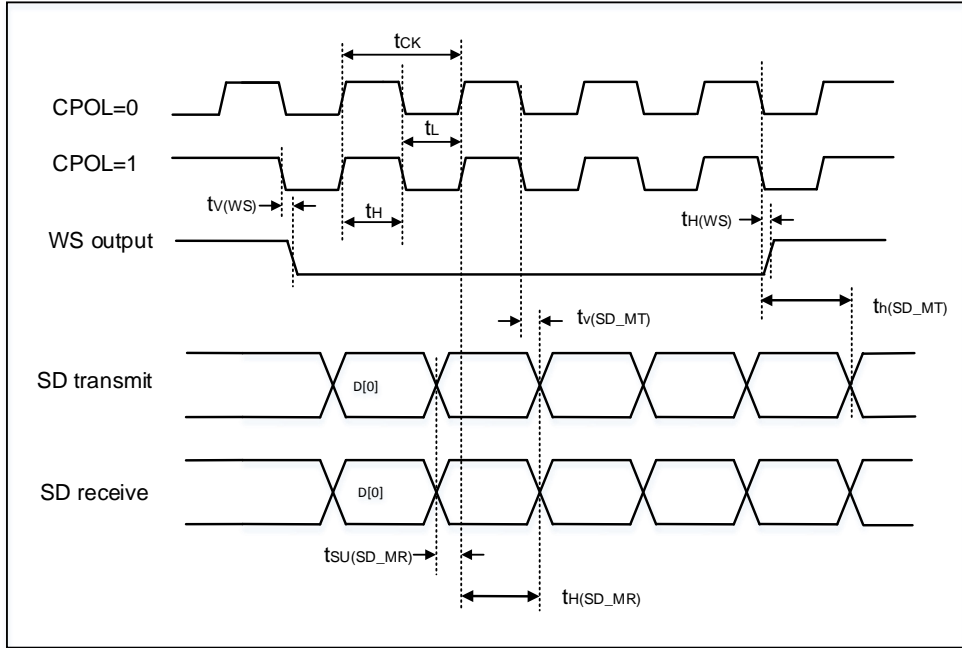 tCK
CPOL=0
tL
CPOL=1
tV(WS)
tH
tH(WS)
WS output
tv(SD_MT)
th(SD_MT)
SD transmit
D[0]
SD receive
D[0]
tSU(SD_MR)
tH(SD_MR)